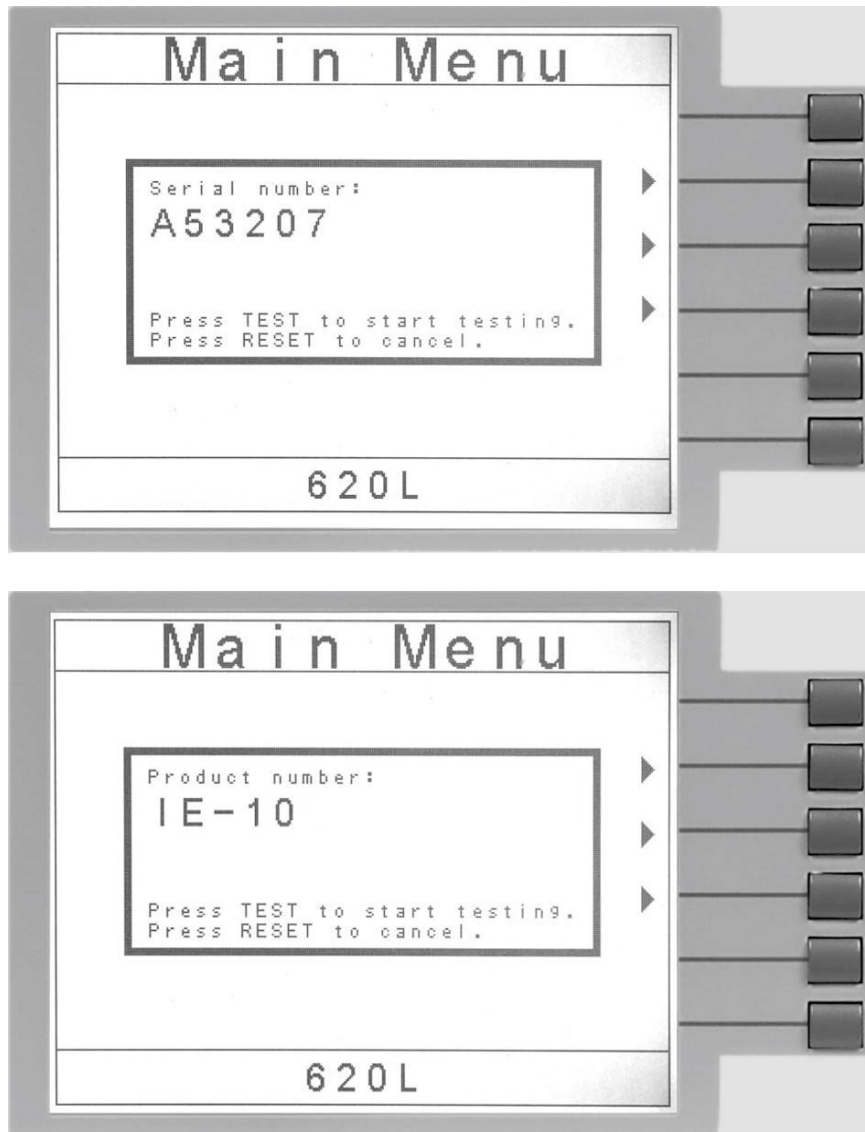 Main Menu
Serial number:
A53207
Press TEST to start testing.
Press RESET to cancel.
620L
Main Menu
Product number:
IE-10
Press TEST to start testing.
Press RESET to cancel.
620L